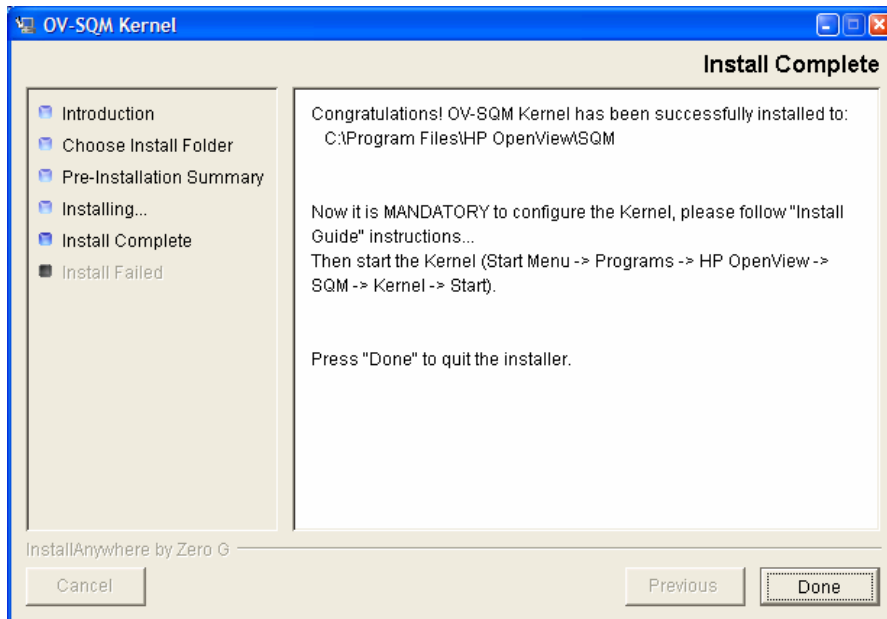 OV-SQM Kernel
Install Complete
Introduction
Choose Install Folder
Pre-Installation Summary
Installing...
Install Complete
Install Failed
Congratulations! OV-SQM Kernel has been successfully installed to:
C:\Program Files\HP OpenView\SQM
Now it is MANDATORY to configure the Kernel, please follow "Install
Guide" instructions...
Then start the Kernel (Start Menu -> Programs -> HP OpenView ->
SQM -> Kernel -> Start).
Press "Done" to quit the installer.
InstallAnywhere by Zero G
Cancel
Previous
Done